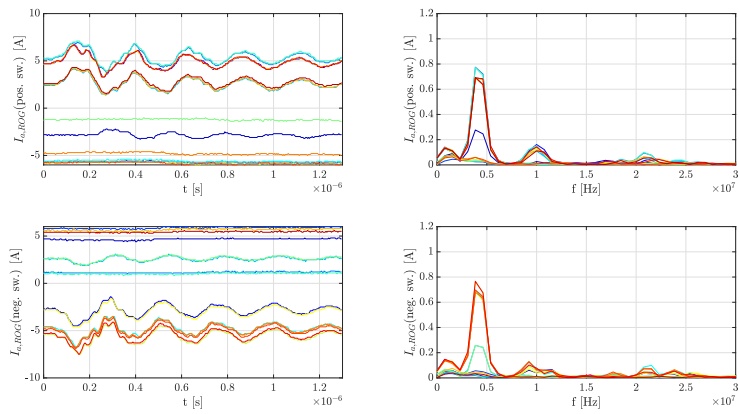 10
5
0
-5
I_{a,ROG}(pos. sw.) [A]
0 0.2 0.4 0.6 0.8 1 1.2
t [s]
×10^{-6}
1.2
1
0.8
0.6
0.4
0.2
0
I_{a,ROG}(pos. sw.) [A]
0 0.5 1 1.5 2 2.5 3
f [Hz]
×10^{7}
5
0
-5
-10
I_{a,ROG}(neg. sw.) [A]
0 0.2 0.4 0.6 0.8 1 1.2
t [s]
×10^{-6}
1.2
1
0.8
0.6
0.4
0.2
0
I_{a,ROG}(neg. sw.) [A]
0 0.5 1 1.5 2 2.5 3
f [Hz]
×10^{7}